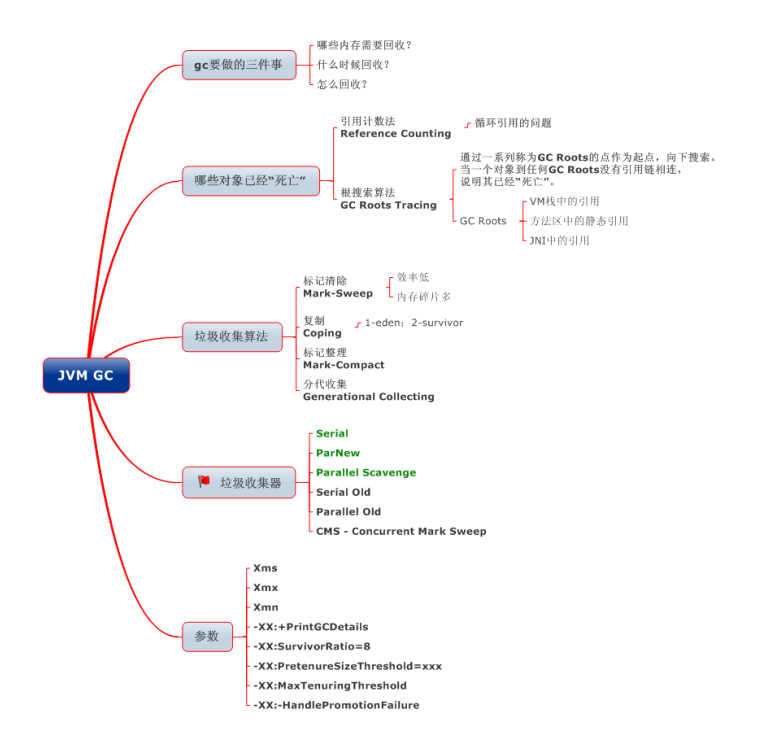 JVM GC
gc要做的三件事
哪些内存需要回收？
什么时候回收？
怎么回收？
哪些对象已经“死亡”
引用计数法
Reference Counting
循环引用的问题
根搜索算法
GC Roots Tracing
通过一系列称为GC Roots的点作为起点，向下搜索。
当一个对象到任何GC Roots没有引用链相连，
说明其已经“死亡”。
GC Roots
VM栈中的引用
方法区中的静态引用
JNI中的引用
垃圾收集算法
标记清除
Mark-Sweep
效率低
内存碎片多
复制
Coping
1-eden；2-survivor
标记整理
Mark-Compact
分代收集
Generational Collecting
垃圾收集器
Serial
ParNew
Parallel Scavenge
Serial Old
Parallel Old
CMS - Concurrent Mark Sweep
参数
Xms
Xmx
Xmn
-XX:+PrintGCDetails
-XX:SurvivorRatio=8
-XX:PretenureSizeThreshold=xxx
-XX:MaxTenuringThreshold
-XX:-HandlePromotionFailure